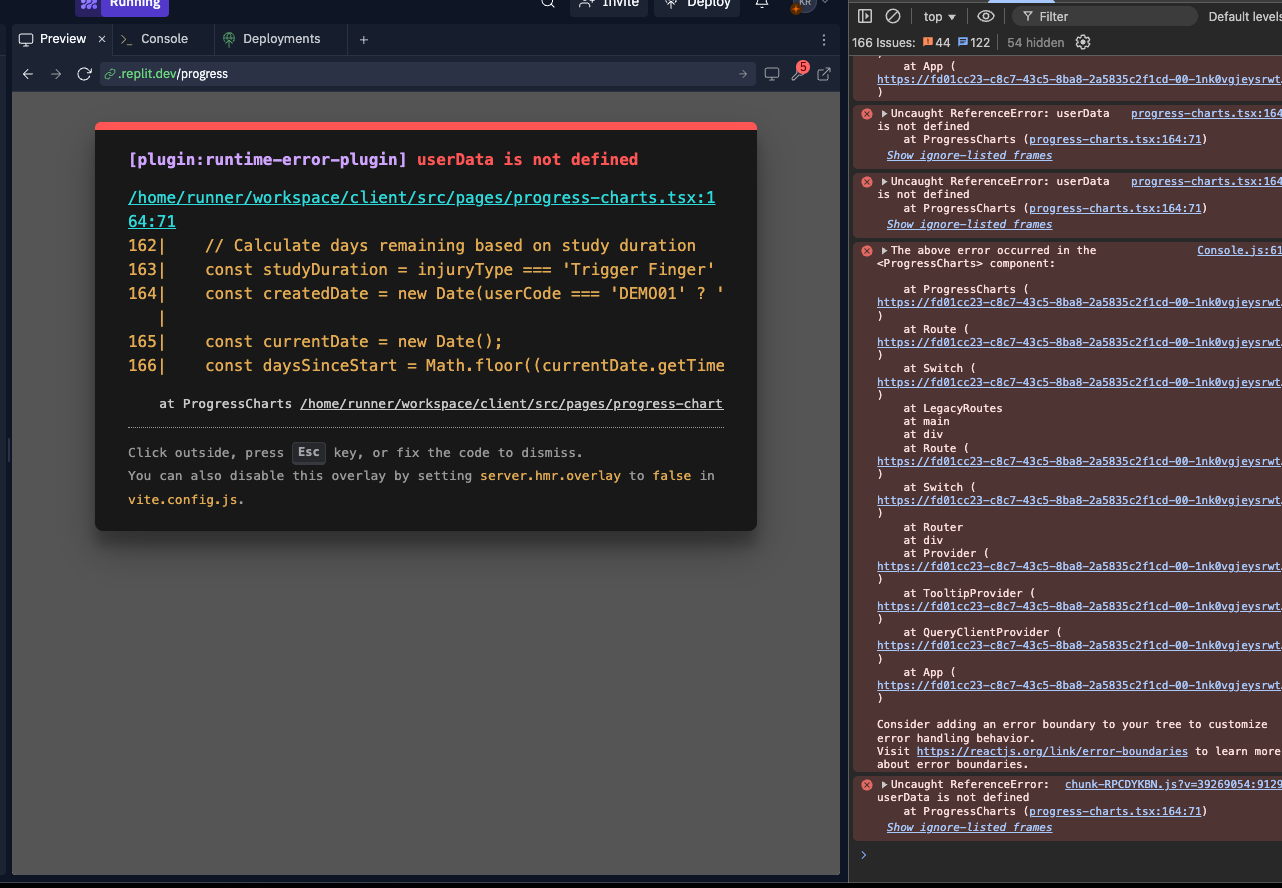 Running
Invite
Deploy
KR
Preview ×
>_ Console
Deployments
+
.replit.dev/progress
5
[plugin:runtime-error-plugin] userData is not defined
/home/runner/workspace/client/src/pages/progress-charts.tsx:1
64:71
162|    // Calculate days remaining based on study duration
163|    const studyDuration = injuryType === 'Trigger Finger'
164|    const createdDate = new Date(userCode === 'DEMO01' ? '
   |
165|    const currentDate = new Date();
166|    const daysSinceStart = Math.floor((currentDate.getTime
at ProgressCharts /home/runner/workspace/client/src/pages/progress-chart
Click outside, press Esc key, or fix the code to dismiss.
You can also disable this overlay by setting server.hmr.overlay to false in
vite.config.js.
top ▼
Filter
Default levels
166 Issues: 44 122 54 hidden
at App (
https://fd01cc23-c8c7-43c5-8ba8-2a5835c2f1cd-00-1nk0vgjeysrwt
)
Uncaught ReferenceError: userData progress-charts.tsx:164
is not defined
at ProgressCharts (progress-charts.tsx:164:71)
Show ignore-listed frames
Uncaught ReferenceError: userData progress-charts.tsx:164
is not defined
at ProgressCharts (progress-charts.tsx:164:71)
Show ignore-listed frames
The above error occurred in the Console.js:61
<ProgressCharts> component:
at ProgressCharts (
https://fd01cc23-c8c7-43c5-8ba8-2a5835c2f1cd-00-1nk0vgjeysrwt
)
at Route (
https://fd01cc23-c8c7-43c5-8ba8-2a5835c2f1cd-00-1nk0vgjeysrwt
)
at Switch (
https://fd01cc23-c8c7-43c5-8ba8-2a5835c2f1cd-00-1nk0vgjeysrwt
)
at LegacyRoutes
at main
at div
at Route (
https://fd01cc23-c8c7-43c5-8ba8-2a5835c2f1cd-00-1nk0vgjeysrwt
)
at Switch (
https://fd01cc23-c8c7-43c5-8ba8-2a5835c2f1cd-00-1nk0vgjeysrwt
)
at Router
at div
at Provider (
https://fd01cc23-c8c7-43c5-8ba8-2a5835c2f1cd-00-1nk0vgjeysrwt
)
at TooltipProvider (
https://fd01cc23-c8c7-43c5-8ba8-2a5835c2f1cd-00-1nk0vgjeysrwt
)
at QueryClientProvider (
https://fd01cc23-c8c7-43c5-8ba8-2a5835c2f1cd-00-1nk0vgjeysrwt
)
at App (
https://fd01cc23-c8c7-43c5-8ba8-2a5835c2f1cd-00-1nk0vgjeysrwt
)
Consider adding an error boundary to your tree to customize
error handling behavior.
Visit https://reactjs.org/link/error-boundaries to learn more
about error boundaries.
Uncaught ReferenceError: chunk-RPCDYKBN.js?v=39269054:9129
userData is not defined
at ProgressCharts (progress-charts.tsx:164:71)
Show ignore-listed frames